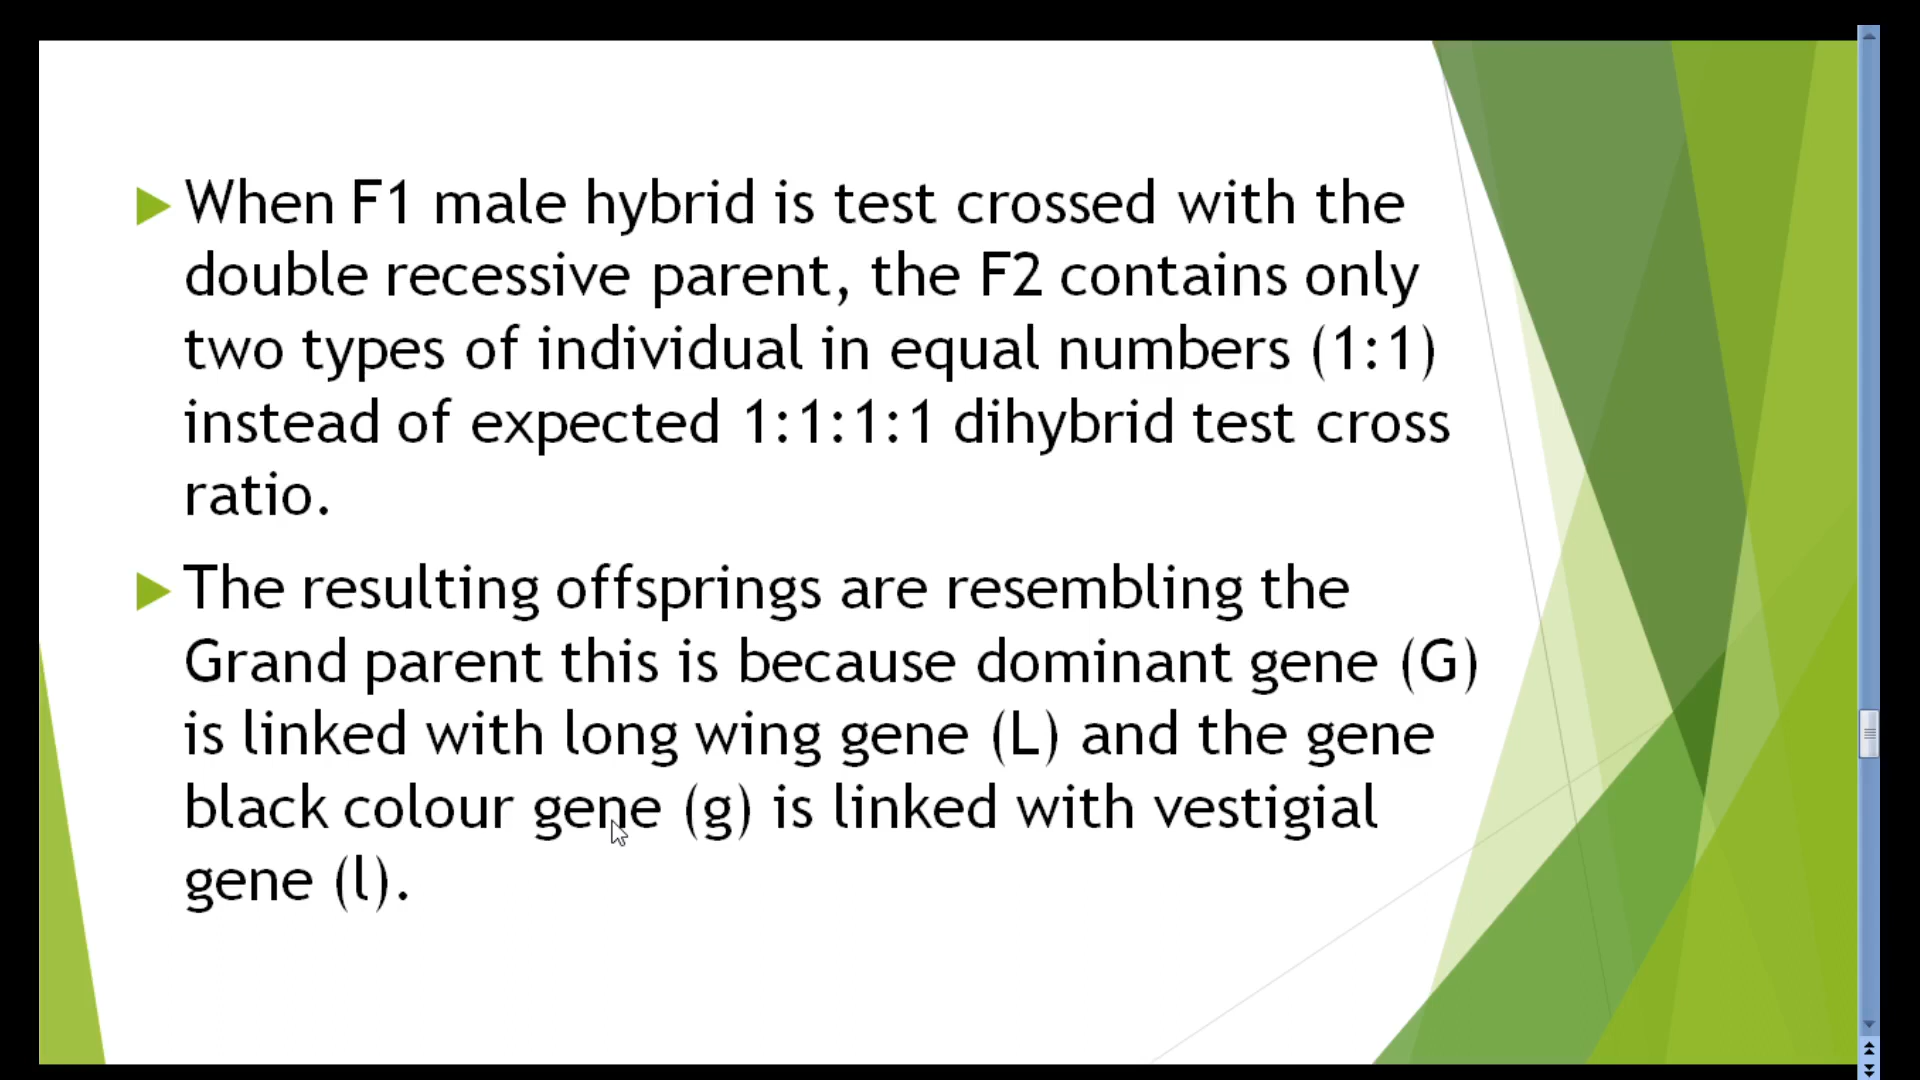 When F1 male hybrid is test crossed with the
double recessive parent, the F2 contains only
two types of individual in equal numbers (1:1)
instead of expected 1:1:1:1 dihybrid test cross
ratio.
The resulting offsprings are resembling the
Grand parent this is because dominant gene (G)
is linked with long wing gene (L) and the gene
black colour gene (g) is linked with vestigial
gene (l).